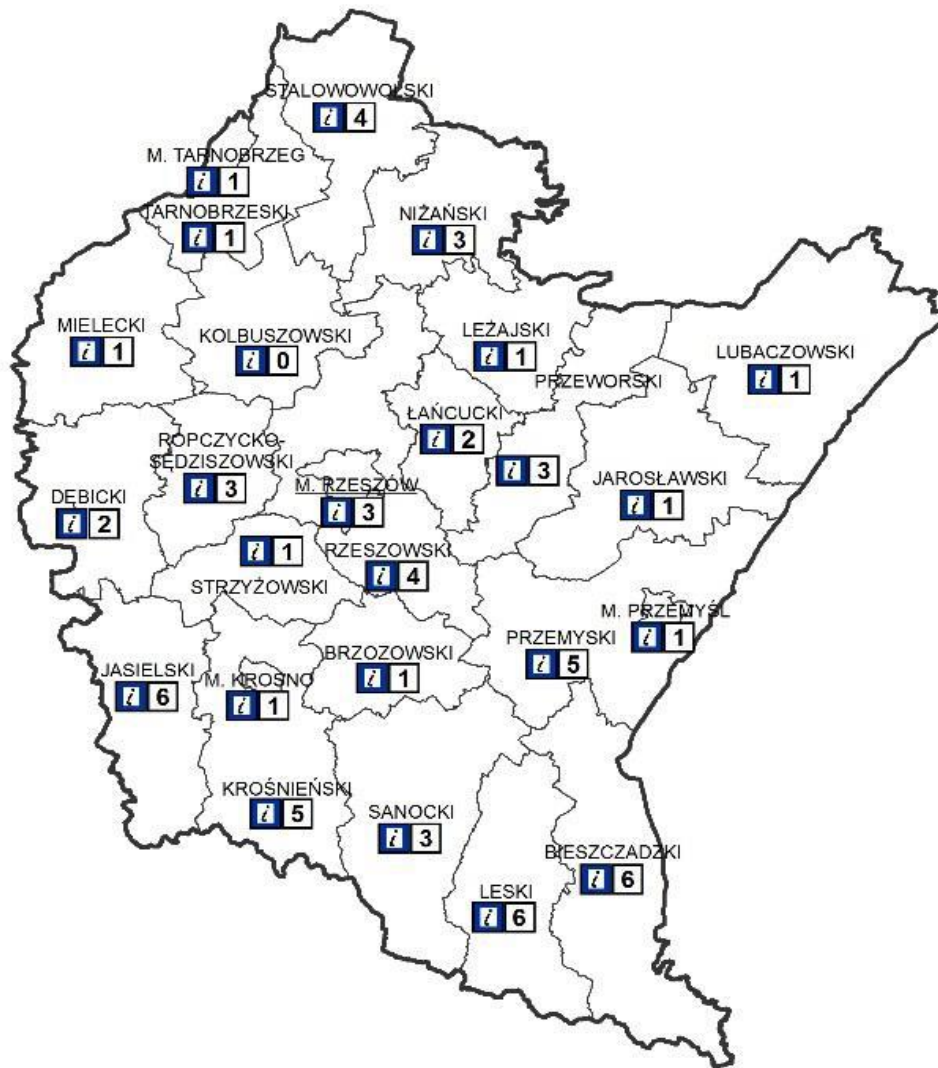 STALOWOWOLSKI
i 4
M. TARNOBRZEG
i 1
TARNOBRZESKI
i 1
NIŻAŃSKI
i 3
MIELECKI
i 1
KOLBUSZOWSKI
i 0
LEŻAJSKI
i 1
PRZEWORSKI
i 3
LUBACZOWSKI
i 1
ŁAŃCUCKI
i 2
ROPCZYCKO-
SĘDZISZOWSKI
i 3
M. RZESZÓW
i 3
JAROSŁAWSKI
i 1
DĘBICKI
i 2
i 1
STRZYŻOWSKI
RZESZOWSKI
i 4
M. PRZEMYŚL
i 1
PRZEMYSKI
i 5
JASIELSKI
i 6
M. KROSNO
i 1
BRZOZOWSKI
i 1
KROŚNIEŃSKI
i 5
SANOCKI
i 3
BIESZCZADZKI
i 6
LESKI
i 6